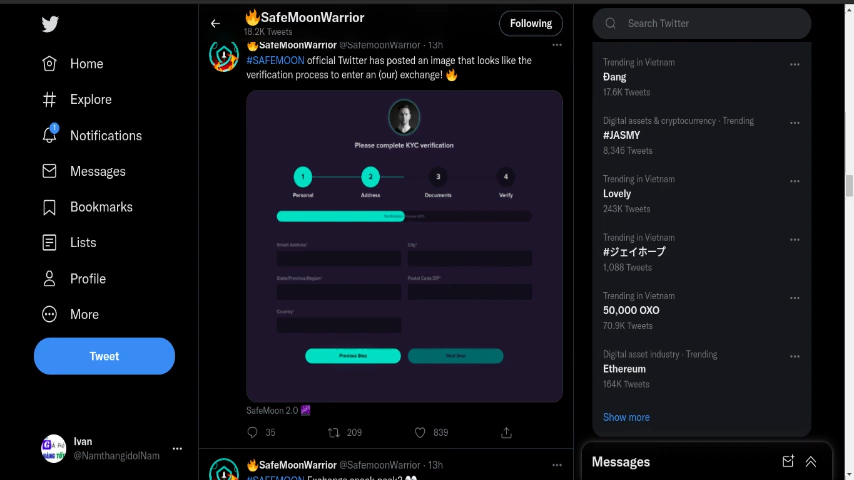 🔥SafeMoonWarrior
18.2K Tweets
Following
Search Twitter
Home
Explore
1
Notifications
Messages
Bookmarks
Lists
Profile
More
Tweet
Ivan
@NamthangidolNam
🔥SafeMoonWarrior @SafemoonWarrior · 13h
#SAFEMOON official Twitter has posted an image that looks like the
verification process to enter an (our) exchange! 🔥
Please complete KYC verification
1 2 3 4
Personal Address Documents Verify
Street Address*
City*
State/Province/Region*
Postal Code/ZIP*
Country*
Previous Step
Next Step
SafeMoon 2.0
35 209 839
🔥SafeMoonWarrior @SafemoonWarrior · 13h
#SAFEMOON Exchange sneak peek? 👀
Trending in Vietnam
Đang
17.6K Tweets
Digital assets & cryptocurrency · Trending
#JASMY
8,346 Tweets
Trending in Vietnam
Lovely
243K Tweets
Trending in Vietnam
#ジェイホープ
1,088 Tweets
Trending in Vietnam
50,000 OXO
70.9K Tweets
Digital asset industry · Trending
Ethereum
164K Tweets
Show more
Messages